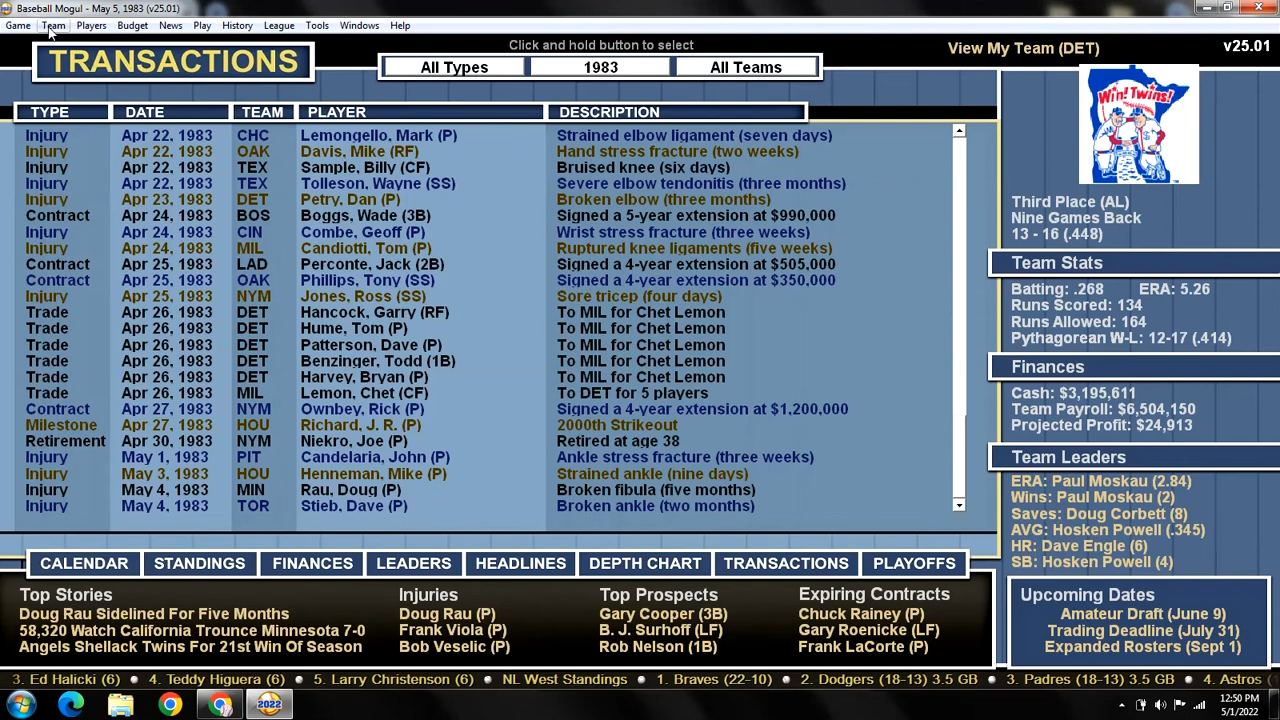 Baseball Mogul - May 5, 1983 (v25.01)
Game Team Players Budget News Play History League Tools Windows Help
TRANSACTIONS
Click and hold button to select
All Types 1983 All Teams
View My Team (DET)
v25.01
Win! Twins!
TYPE DATE TEAM PLAYER DESCRIPTION
Injury Apr 22, 1983 CHC Lemongello, Mark (P) Strained elbow ligament (seven days)
Injury Apr 22, 1983 OAK Davis, Mike (RF) Hand stress fracture (two weeks)
Injury Apr 22, 1983 TEX Sample, Billy (CF) Bruised knee (six days)
Injury Apr 22, 1983 TEX Tolleson, Wayne (SS) Severe elbow tendonitis (three months)
Injury Apr 23, 1983 DET Petry, Dan (P) Broken elbow (three months)
Contract Apr 24, 1983 BOS Boggs, Wade (3B) Signed a 5-year extension at $990,000
Injury Apr 24, 1983 CIN Combe, Geoff (P) Wrist stress fracture (three weeks)
Injury Apr 24, 1983 MIL Candiotti, Tom (P) Ruptured knee ligaments (five weeks)
Contract Apr 25, 1983 LAD Perconte, Jack (2B) Signed a 4-year extension at $505,000
Contract Apr 25, 1983 OAK Phillips, Tony (SS) Signed a 4-year extension at $350,000
Injury Apr 25, 1983 NYM Jones, Ross (SS) Sore tricep (four days)
Trade Apr 26, 1983 DET Hancock, Garry (RF) To MIL for Chet Lemon
Trade Apr 26, 1983 DET Hume, Tom (P) To MIL for Chet Lemon
Trade Apr 26, 1983 DET Patterson, Dave (P) To MIL for Chet Lemon
Trade Apr 26, 1983 DET Benzinger, Todd (1B) To MIL for Chet Lemon
Trade Apr 26, 1983 DET Harvey, Bryan (P) To MIL for Chet Lemon
Trade Apr 26, 1983 MIL Lemon, Chet (CF) To DET for 5 players
Contract Apr 27, 1983 NYM Ownbey, Rick (P) Signed a 4-year extension at $1,200,000
Milestone Apr 27, 1983 HOU Richard, J. R. (P) 2000th Strikeout
Retirement Apr 30, 1983 NYM Niekro, Joe (P) Retired at age 38
Injury May 1, 1983 PIT Candelaria, John (P) Ankle stress fracture (three weeks)
Injury May 3, 1983 HOU Henneman, Mike (P) Strained ankle (nine days)
Injury May 4, 1983 MIN Rau, Doug (P) Broken fibula (five months)
Injury May 4, 1983 TOR Stieb, Dave (P) Broken ankle (two months)
Third Place (AL)
Nine Games Back
13 - 16 (.448)
Team Stats
Batting: .268 ERA: 5.26
Runs Scored: 134
Runs Allowed: 164
Pythagorean W-L: 12-17 (.414)
Finances
Cash: $3,195,611
Team Payroll: $6,504,150
Projected Profit: $24,913
Team Leaders
ERA: Paul Moskau (2.84)
Wins: Paul Moskau (2)
Saves: Doug Corbett (8)
AVG: Hosken Powell (.345)
HR: Dave Engle (6)
SB: Hosken Powell (4)
CALENDAR STANDINGS FINANCES LEADERS HEADLINES DEPTH CHART TRANSACTIONS PLAYOFFS
Top Stories
Doug Rau Sidelined For Five Months
58,320 Watch California Trounce Minnesota 7-0
Angels Shellack Twins For 21st Win Of Season
Injuries
Doug Rau (P)
Frank Viola (P)
Bob Veselic (P)
Top Prospects
Gary Cooper (3B)
B. J. Surhoff (LF)
Rob Nelson (1B)
Expiring Contracts
Chuck Rainey (P)
Gary Roenicke (LF)
Frank LaCorte (P)
Upcoming Dates
Amateur Draft (June 9)
Trading Deadline (July 31)
Expanded Rosters (Sept 1)
3. Ed Halicki (6) • 4. Teddy Higuera (6) • 5. Larry Christenson (6) NL West Standings • 1. Braves (22-10) • 2. Dodgers (18-13) 3.5 GB • 3. Padres (18-13) 3.5 GB • 4. Astros (1
2022
12:50 PM
5/1/2022